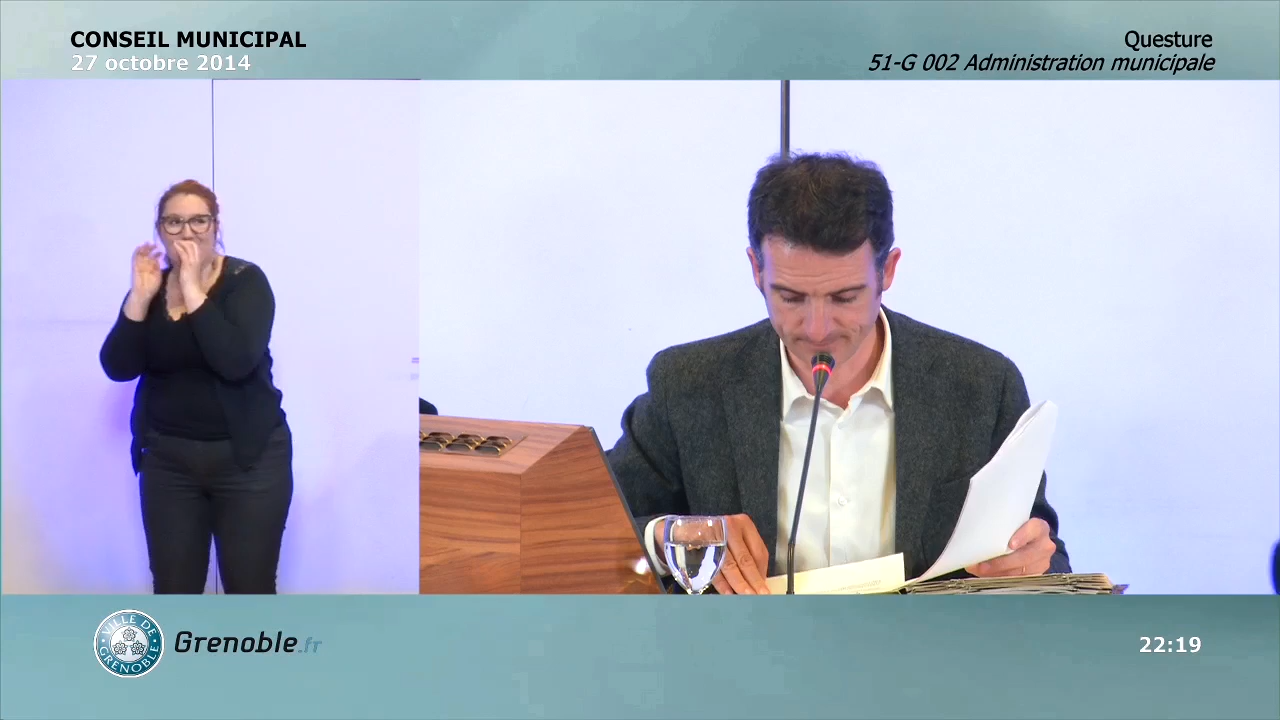 CONSEIL MUNICIPAL
27 octobre 2014
Questure
51-G 002 Administration municipale
VILLE DE GRENOBLE
Grenoble.fr
22:19